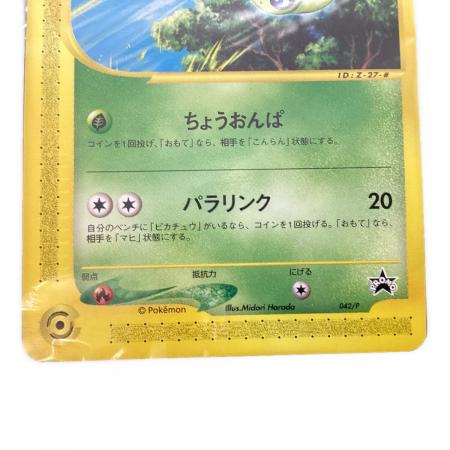 ID:Z-27-#
ちょうおんぱ
コインを1回投げ、「おもて」なら、相手を「こんらん」状態にする。
パラリンク 20
自分のベンチに「ピカチュウ」がいるなら、コインを1回投げる。「おもて」なら、
相手を「マヒ」状態にする。
弱点 抵抗力 にげる
©Pokémon Illus.Midori Harada 042/P
PROMO